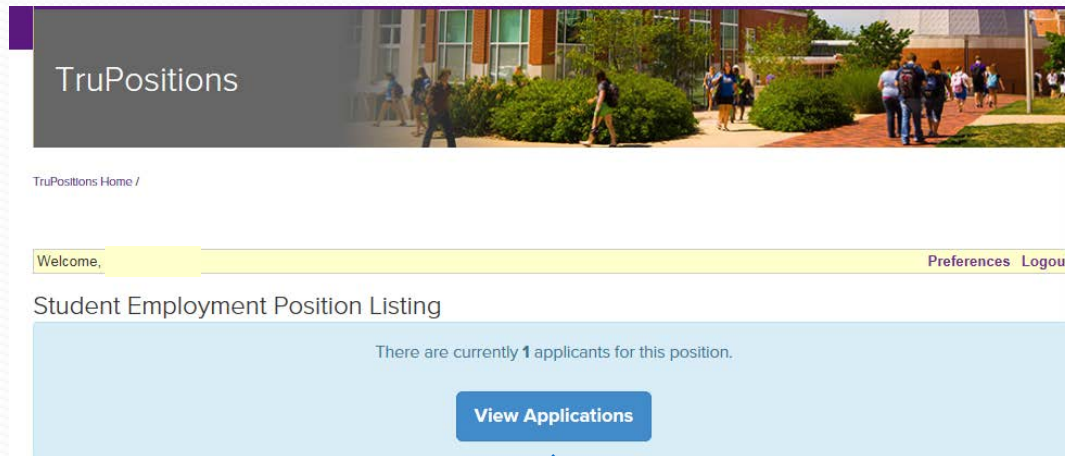 TruPositions
TruPositions Home /
Welcome,
Preferences Logou
Student Employment Position Listing
There are currently 1 applicants for this position.
View Applications